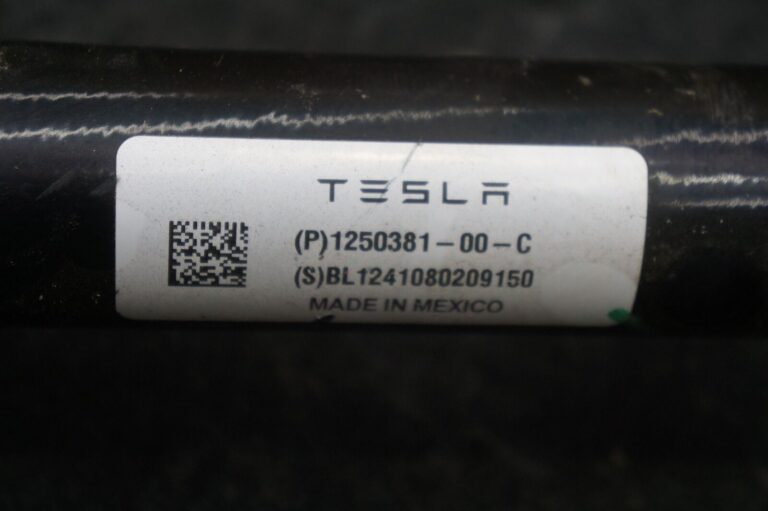 TESLA
(P)1250381-00-C
(S)BL1241080209150
MADE IN MEXICO